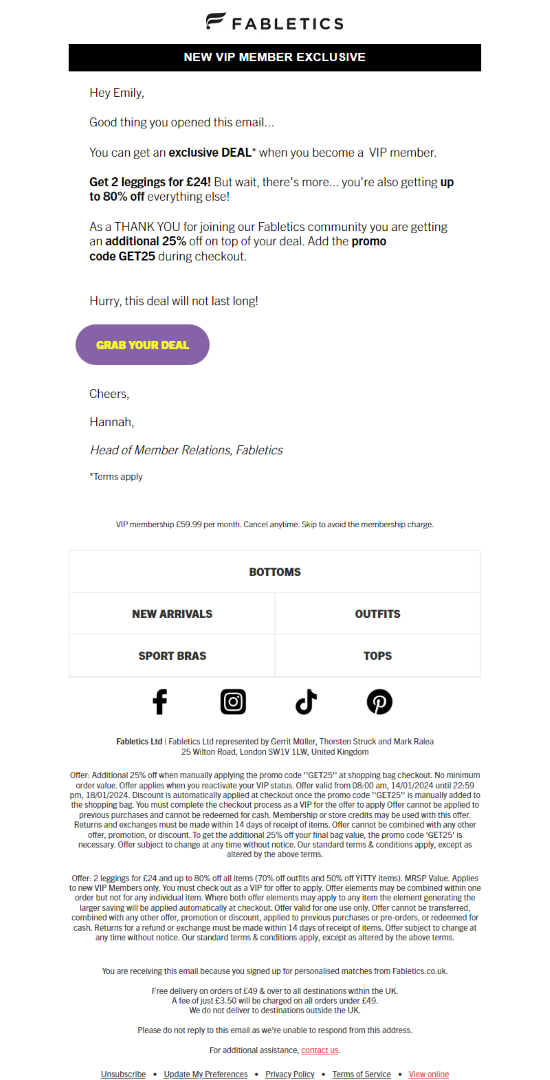 FABLETICS
NEW VIP MEMBER EXCLUSIVE
Hey Emily,
Good thing you opened this email...
You can get an exclusive DEAL* when you become a  VIP member.
Get 2 leggings for £24! But wait, there's more... you're also getting up
to 80% off everything else!
As a THANK YOU for joining our Fabletics community you are getting
an additional 25% off on top of your deal. Add the promo
code GET25 during checkout.
Hurry, this deal will not last long!
GRAB YOUR DEAL
Cheers,
Hannah,
Head of Member Relations, Fabletics
*Terms apply
VIP membership £59.99 per month. Cancel anytime. Skip to avoid the membership charge.
BOTTOMS
NEW ARRIVALS OUTFITS
SPORT BRAS TOPS
Fabletics Ltd | Fabletics Ltd represented by Gerrit Müller, Thorsten Struck and Mark Ralea
25 Wilton Road, London SW1V 1LW, United Kingdom
Offer: Additional 25% off when manually applying the promo code "GET25" at shopping bag checkout. No minimum
order value. Offer applies when you reactivate your VIP status. Offer valid from 08:00 am, 14/01/2024 until 22:59
pm, 18/01/2024. Discount is automatically applied at checkout once the promo code "GET25" is manually added to
the shopping bag. You must complete the checkout process as a VIP for the offer to apply Offer cannot be applied to
previous purchases and cannot be redeemed for cash. Membership or store credits may be used with this offer.
Returns and exchanges must be made within 14 days of receipt of items. Offer cannot be combined with any other
offer, promotion, or discount. To get the additional 25% off your final bag value, the promo code 'GET25' is
necessary. Offer subject to change at any time without notice. Our standard terms & conditions apply, except as
altered by the above terms.
Offer: 2 leggings for £24 and up to 80% off all items (70% off outfits and 50% off YITTY items). MRSP Value. Applies
to new VIP Members only. You must check out as a VIP for offer to apply. Offer elements may be combined within one
order but not for any individual item. Where both offer elements may apply to any item the element generating the
larger saving will be applied automatically at checkout. Offer valid for one use only. Offer cannot be transferred,
combined with any other offer, promotion or discount, applied to previous purchases or pre-orders, or redeemed for
cash. Returns for a refund or exchange must be made within 14 days of receipt of items. Offer subject to change at
any time without notice. Our standard terms & conditions apply, except as altered by the above terms.
You are receiving this email because you signed up for personalised matches from Fabletics.co.uk.
Free delivery on orders of £49 & over to all destinations within the UK.
A fee of just £3.50 will be charged on all orders under £49.
We do not deliver to destinations outside the UK.
Please do not reply to this email as we're unable to respond from this address.
For additional assistance, contact us.
Unsubscribe • Update My Preferences • Privacy Policy • Terms of Service • View online